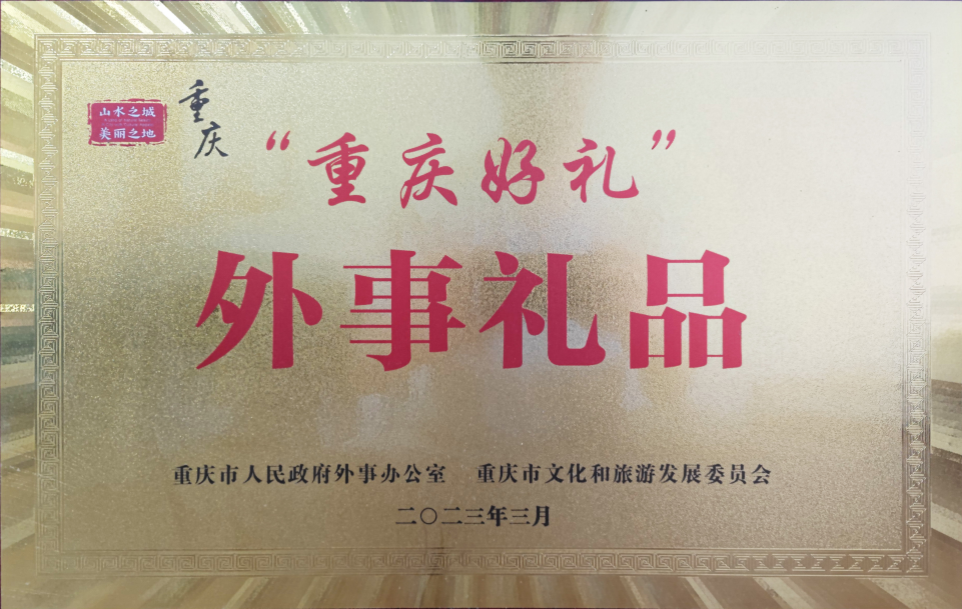 山水之城
美丽之地
重庆
“重庆好礼”
外事礼品
重庆市人民政府外事办公室 重庆市文化和旅游发展委员会
二〇二三年三月